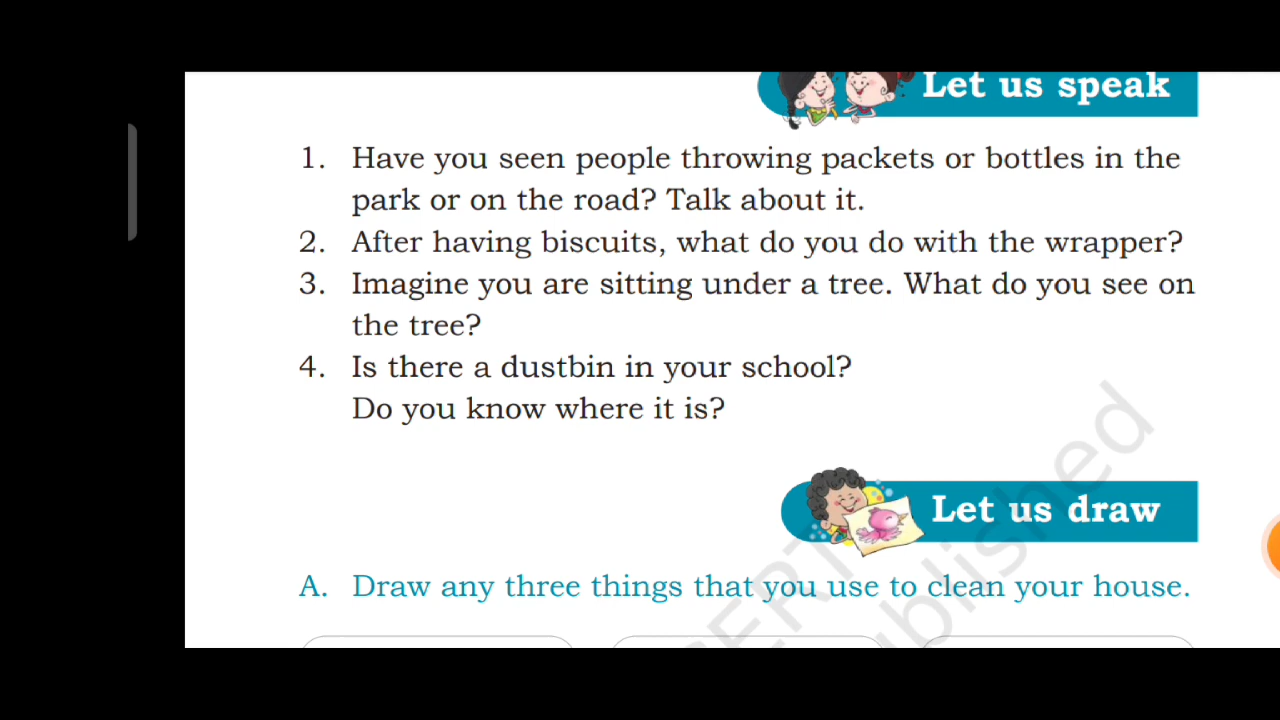 Let us speak
1. Have you seen people throwing packets or bottles in the
park or on the road? Talk about it.
2. After having biscuits, what do you do with the wrapper?
3. Imagine you are sitting under a tree. What do you see on
the tree?
4. Is there a dustbin in your school?
Do you know where it is?
Let us draw
A. Draw any three things that you use to clean your house.